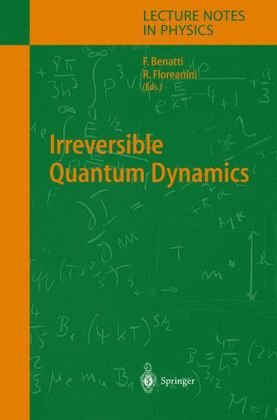 LECTURE NOTES
IN PHYSICS
F. Benatti
R. Floreanini
(Eds.)
Irreversible
Quantum Dynamics
Springer